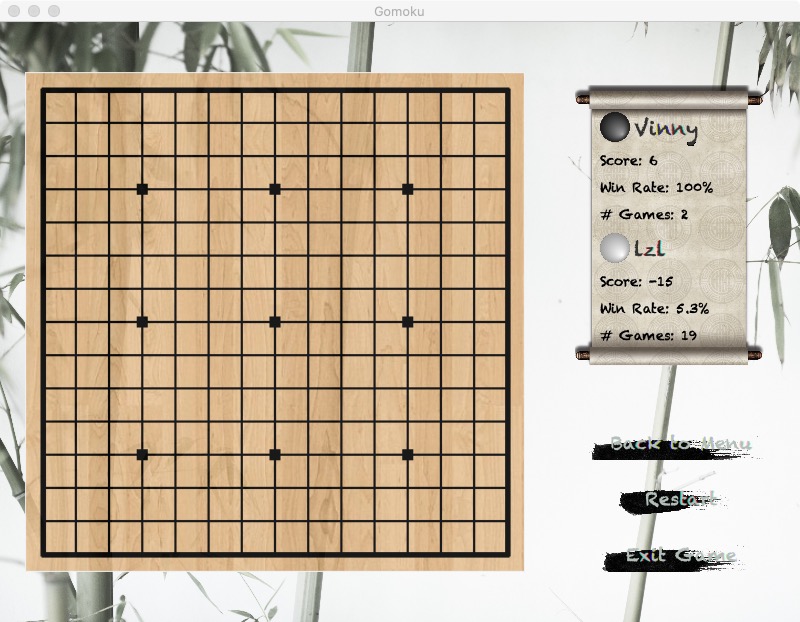 Gomoku
Vinny
Score: 6
Win Rate: 100%
# Games: 2
lzl
Score: -15
Win Rate: 5.3%
# Games: 19
Back to Menu
Restart
Exit Game